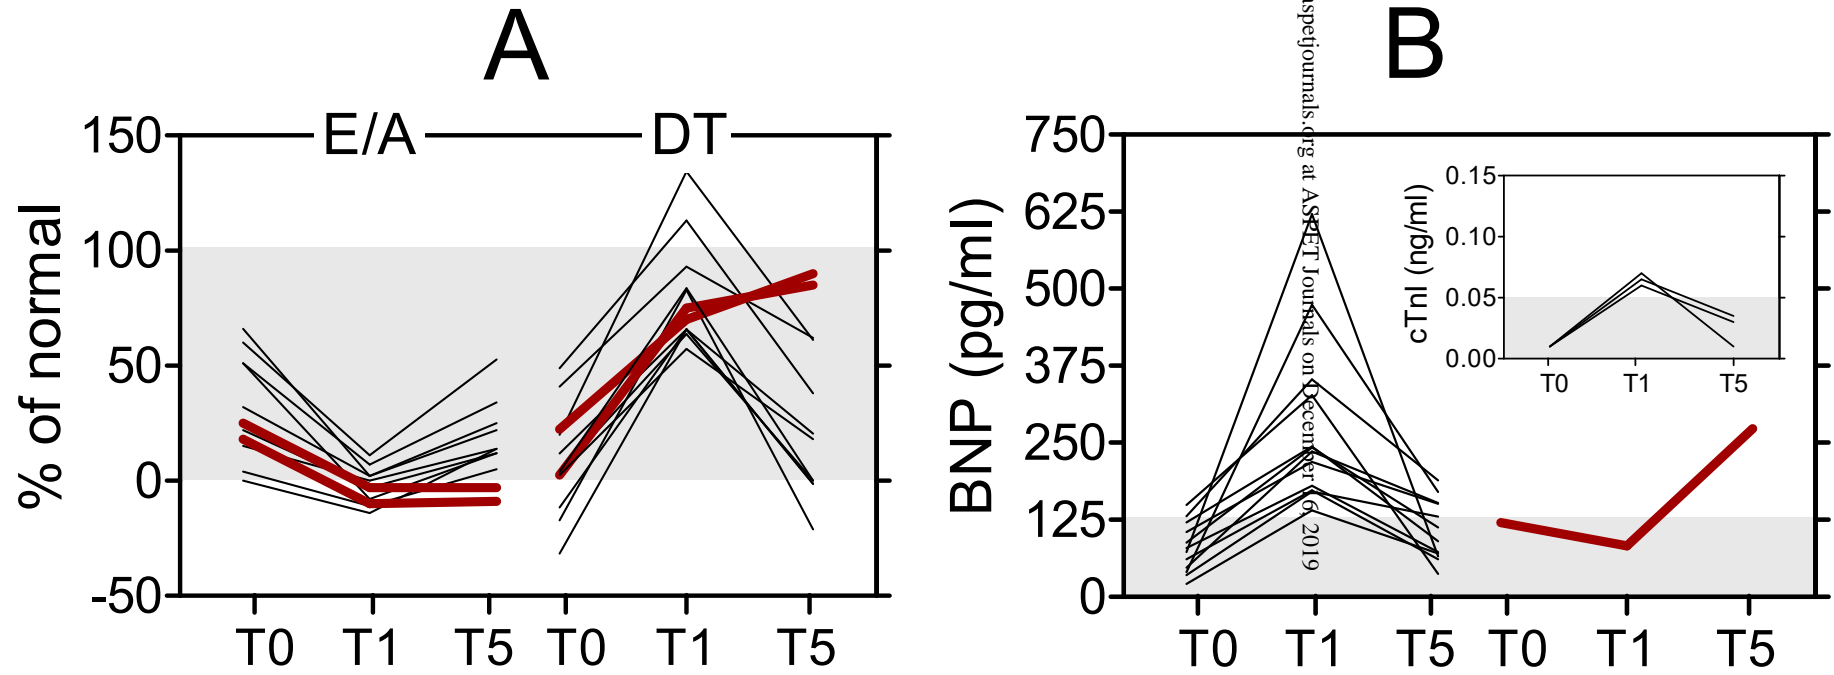 A
E/A
DT
150
100
50
0
-50
% of normal
T0 T1 T5 T0 T1 T5
B
750
625
500
375
250
125
0
BNP (pg/ml)
T0 T1 T5 T0 T1 T5
0.15
0.10
0.05
0.00
cTnI (ng/ml)
T0 T1 T5
aspetjournals.org at ASPET Journals on December 16, 2019